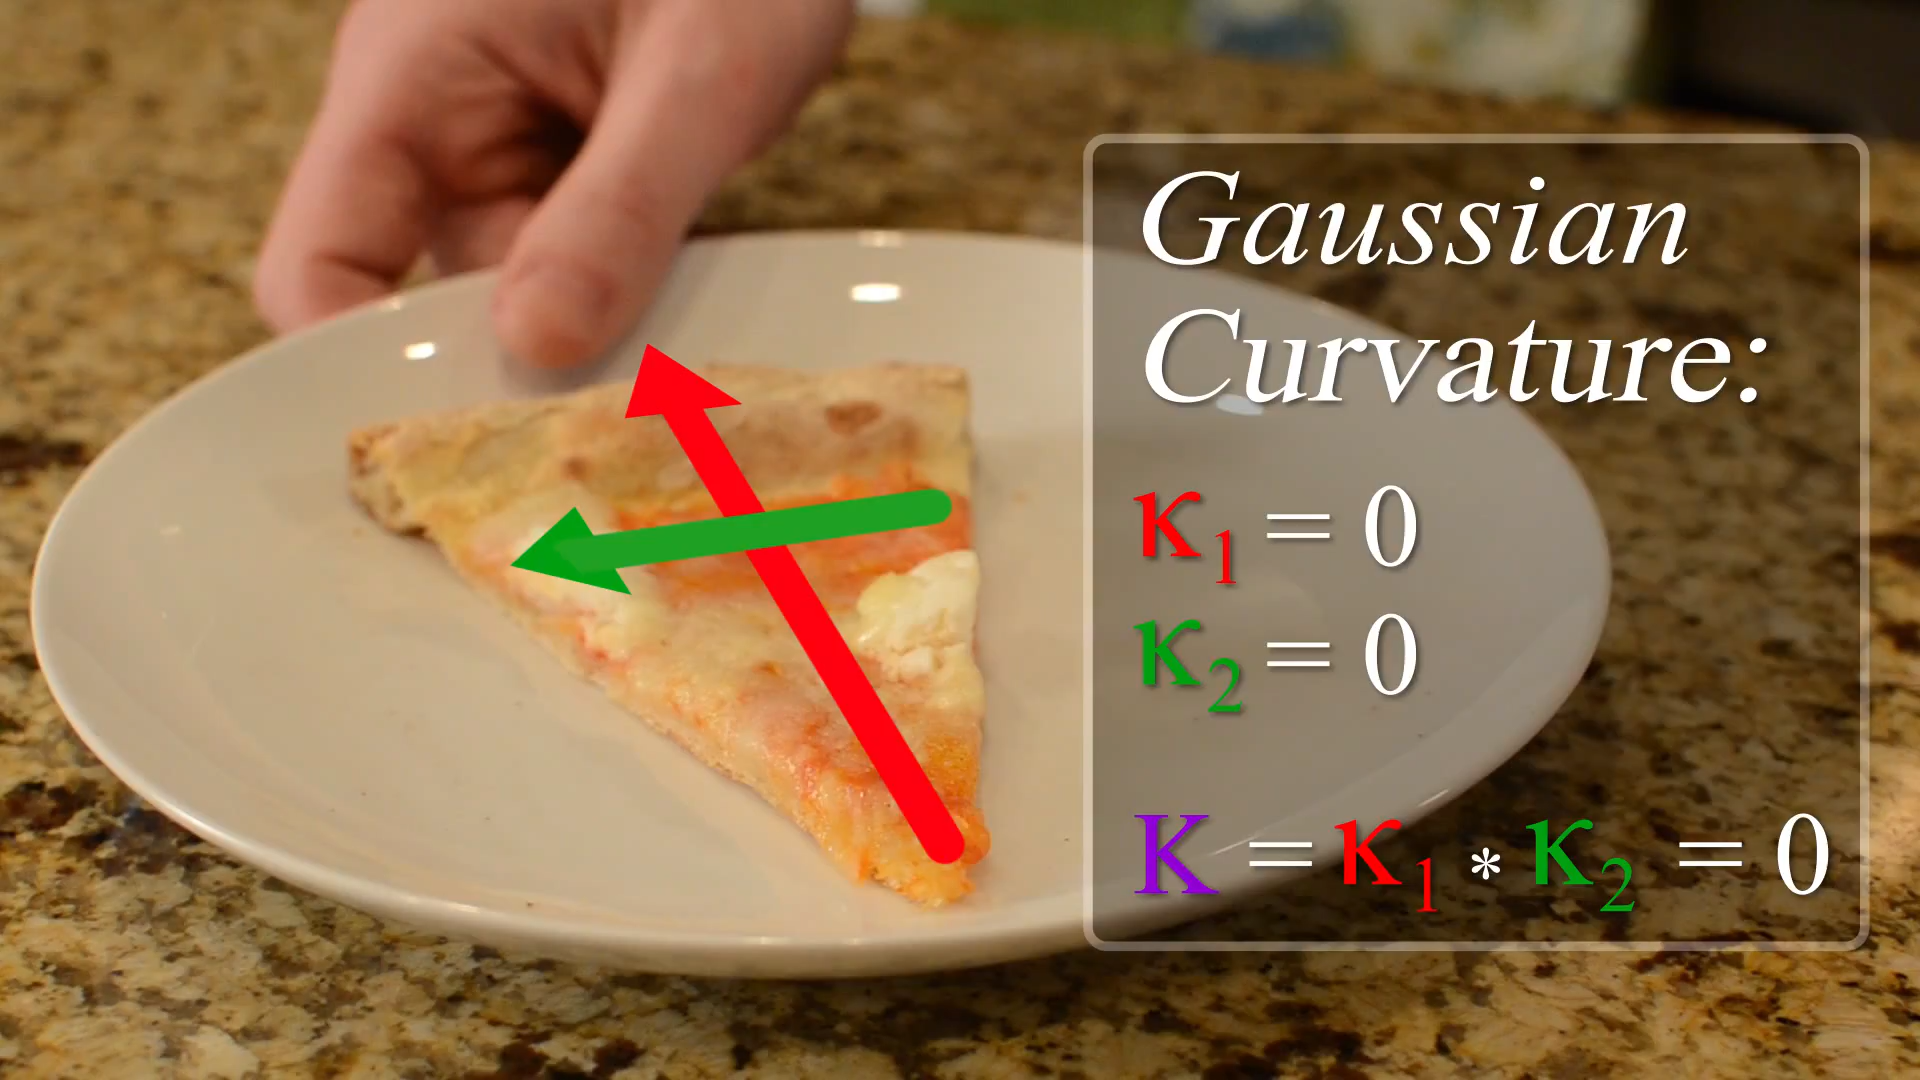 Gaussian
Curvature:
κ₁ = 0
κ₂ = 0
K = κ₁ * κ₂ = 0